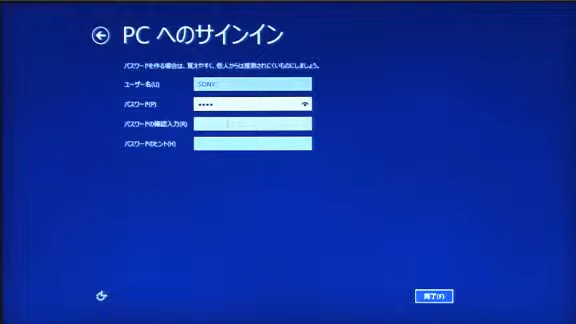 PC へのサインイン
パスワードを作る場合は、覚えやすく、他人からは推測されにくいものにしましょう。
ユーザー名(U) SONY
パスワード(P) ••••
パスワードの確認入力(R)
パスワードのヒント(H)
完了(F)